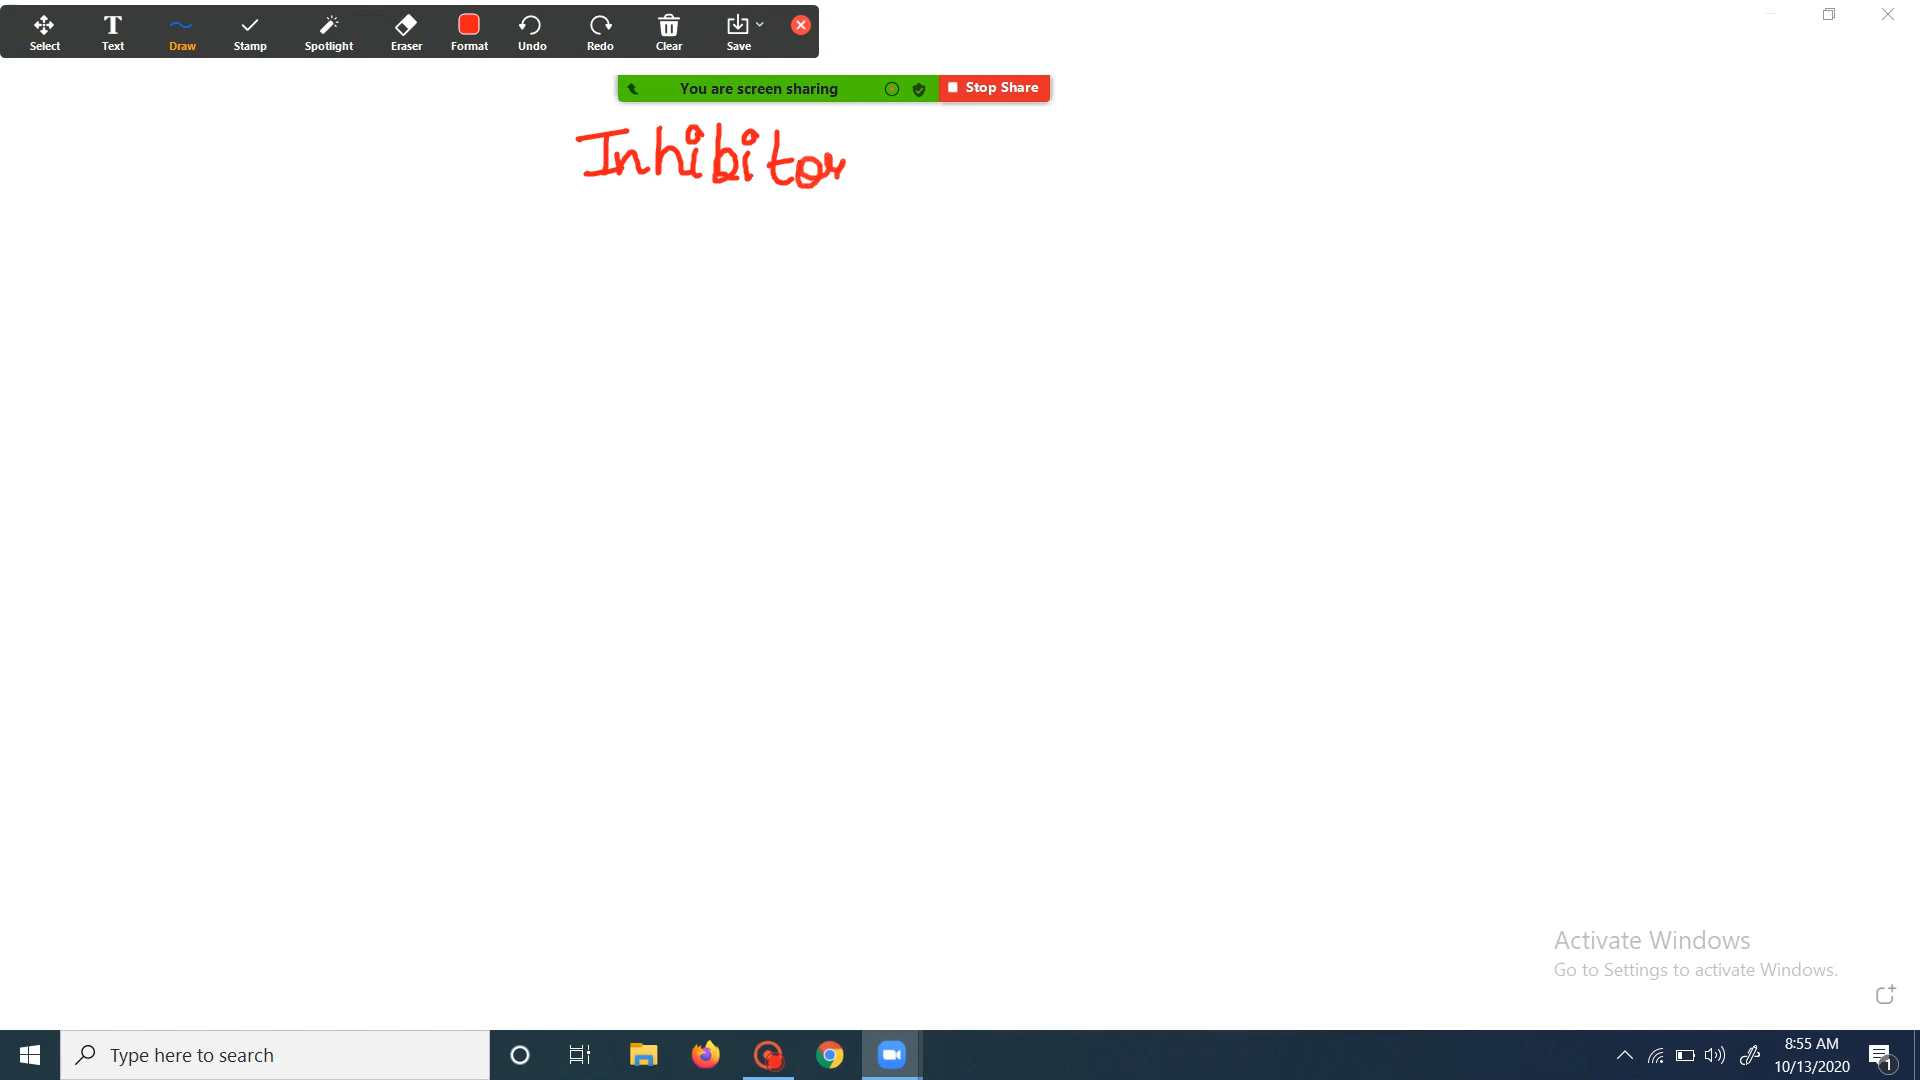 Select Text Draw Stamp Spotlight Eraser Format Undo Redo Clear Save
You are screen sharing Stop Share
Inhibitor
Activate Windows
Go to Settings to activate Windows.
Type here to search
8:55 AM
10/13/2020
1